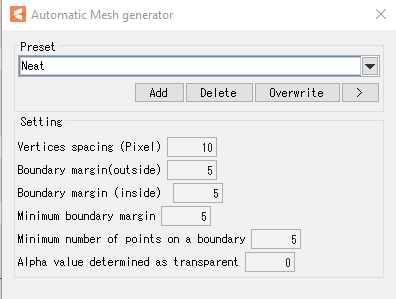 Automatic Mesh generator
Preset
Neat
Add Delete Overwrite >
Setting
Vertices spacing (Pixel) 10
Boundary margin(outside) 5
Boundary margin (inside) 5
Minimum boundary margin 5
Minimum number of points on a boundary 5
Alpha value determined as transparent 0